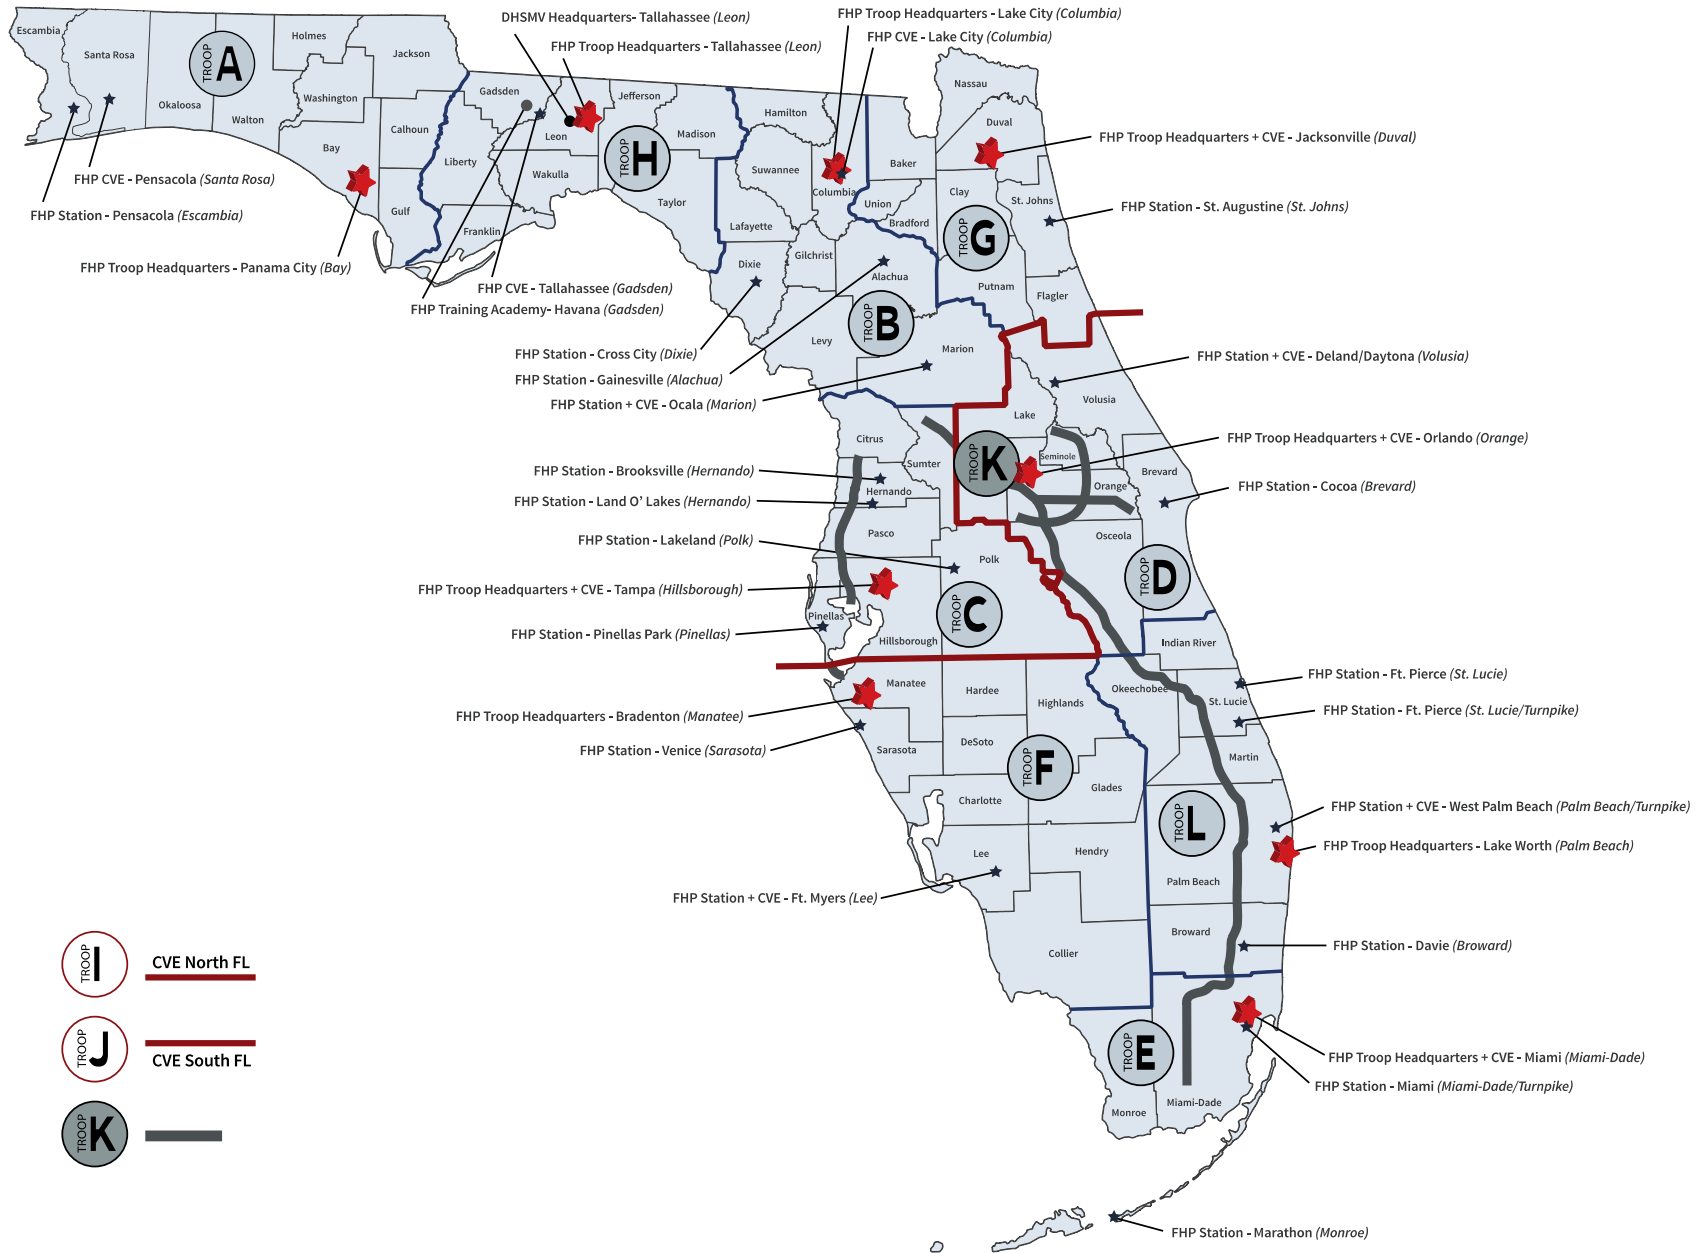 DHSMV Headquarters- Tallahassee (Leon)
FHP Troop Headquarters - Tallahassee (Leon)
FHP Troop Headquarters - Lake City (Columbia)
FHP CVE - Lake City (Columbia)
Escambia
Santa Rosa
Okaloosa
TROOP A
Walton
Holmes
Washington
Jackson
Bay
Calhoun
Gulf
Gadsden
Liberty
Leon
Wakulla
Franklin
Jefferson
TROOP H
Madison
Taylor
Hamilton
Suwannee
Lafayette
Columbia
Baker
Union
Bradford
Nassau
Duval
Clay
St. Johns
TROOP G
Putnam
Flagler
Dixie
Gilchrist
Alachua
TROOP B
Levy
Marion
FHP Troop Headquarters + CVE - Jacksonville (Duval)
FHP Station - St. Augustine (St. Johns)
FHP CVE - Pensacola (Santa Rosa)
FHP Station - Pensacola (Escambia)
FHP Troop Headquarters - Panama City (Bay)
FHP CVE - Tallahassee (Gadsden)
FHP Training Academy- Havana (Gadsden)
FHP Station - Cross City (Dixie)
FHP Station - Gainesville (Alachua)
FHP Station + CVE - Ocala (Marion)
FHP Station + CVE - Deland/Daytona (Volusia)
Volusia
Lake
Citrus
Sumter
TROOP K
Seminole
Orange
Brevard
Hernando
Pasco
Osceola
Polk
TROOP D
TROOP C
Pinellas
Hillsborough
Indian River
FHP Troop Headquarters + CVE - Orlando (Orange)
FHP Station - Cocoa (Brevard)
FHP Station - Brooksville (Hernando)
FHP Station - Land O' Lakes (Hernando)
FHP Station - Lakeland (Polk)
FHP Troop Headquarters + CVE - Tampa (Hillsborough)
FHP Station - Pinellas Park (Pinellas)
Manatee
Hardee
Highlands
Okeechobee
St. Lucie
DeSoto
Sarasota
TROOP F
Martin
Charlotte
Glades
TROOP L
Lee
Hendry
Palm Beach
Broward
Collier
FHP Station - Ft. Pierce (St. Lucie)
FHP Station - Ft. Pierce (St. Lucie/Turnpike)
FHP Troop Headquarters - Bradenton (Manatee)
FHP Station - Venice (Sarasota)
FHP Station + CVE - West Palm Beach (Palm Beach/Turnpike)
FHP Troop Headquarters - Lake Worth (Palm Beach)
FHP Station + CVE - Ft. Myers (Lee)
FHP Station - Davie (Broward)
TROOP E
Monroe
Miami-Dade
FHP Troop Headquarters + CVE - Miami (Miami-Dade)
FHP Station - Miami (Miami-Dade/Turnpike)
FHP Station - Marathon (Monroe)
TROOP I
CVE North FL
TROOP J
CVE South FL
TROOP K